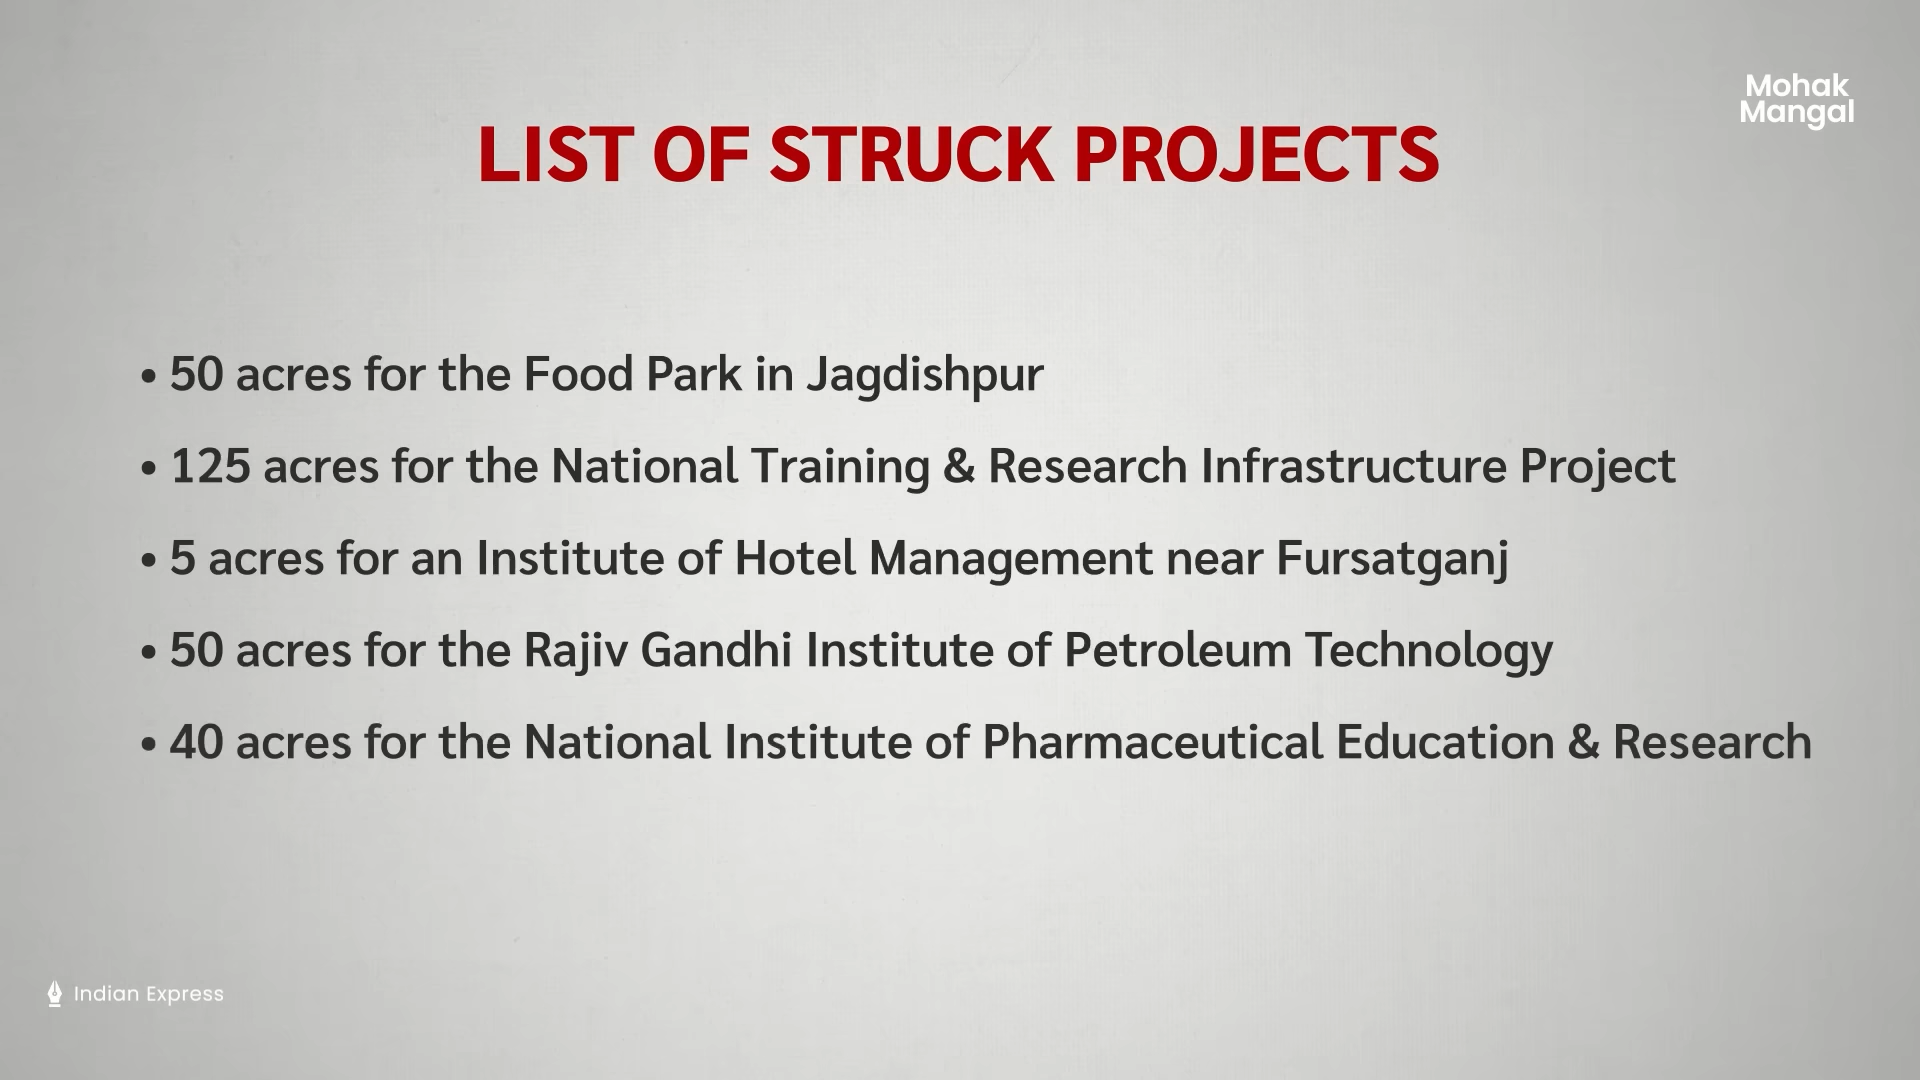 Mohak
Mangal
LIST OF STRUCK PROJECTS
• 50 acres for the Food Park in Jagdishpur
• 125 acres for the National Training & Research Infrastructure Project
• 5 acres for an Institute of Hotel Management near Fursatganj
• 50 acres for the Rajiv Gandhi Institute of Petroleum Technology
• 40 acres for the National Institute of Pharmaceutical Education & Research
Indian Express